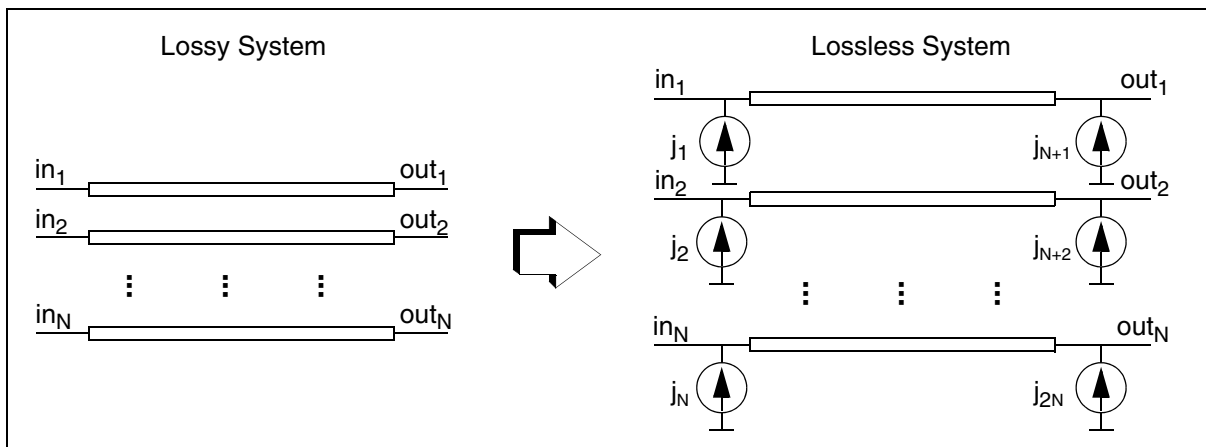 Lossy System
in1 out1
in2 out2
⋮ ⋮ ⋮
inN outN
Lossless System
in1 out1
j1 jN+1
in2 out2
j2 jN+2
⋮ ⋮ ⋮
inN outN
jN j2N